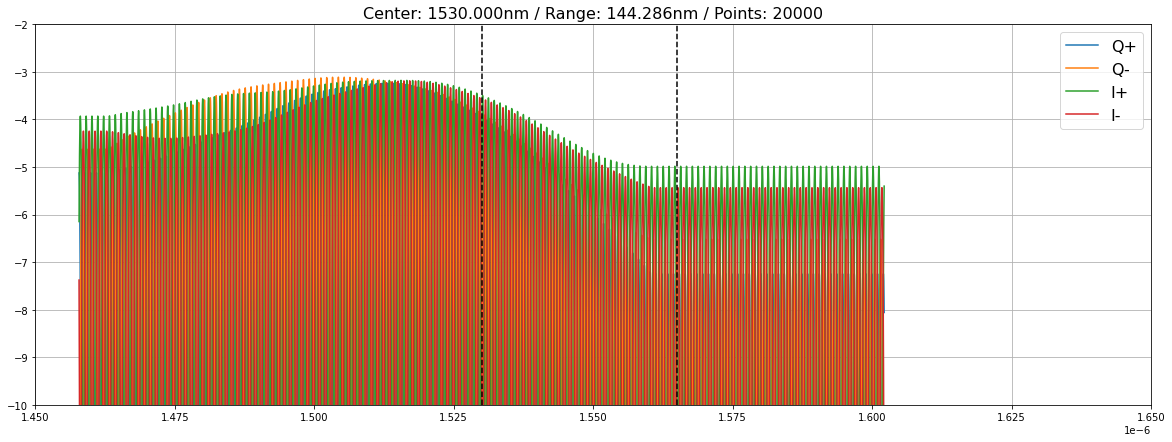 Center: 1530.000nm / Range: 144.286nm / Points: 20000
−2
−3
−4
−5
−6
−7
−8
−9
−10
Q+
Q-
I+
I-
1.450 1.475 1.500 1.525 1.550 1.575 1.600 1.625 1.650
1e−6